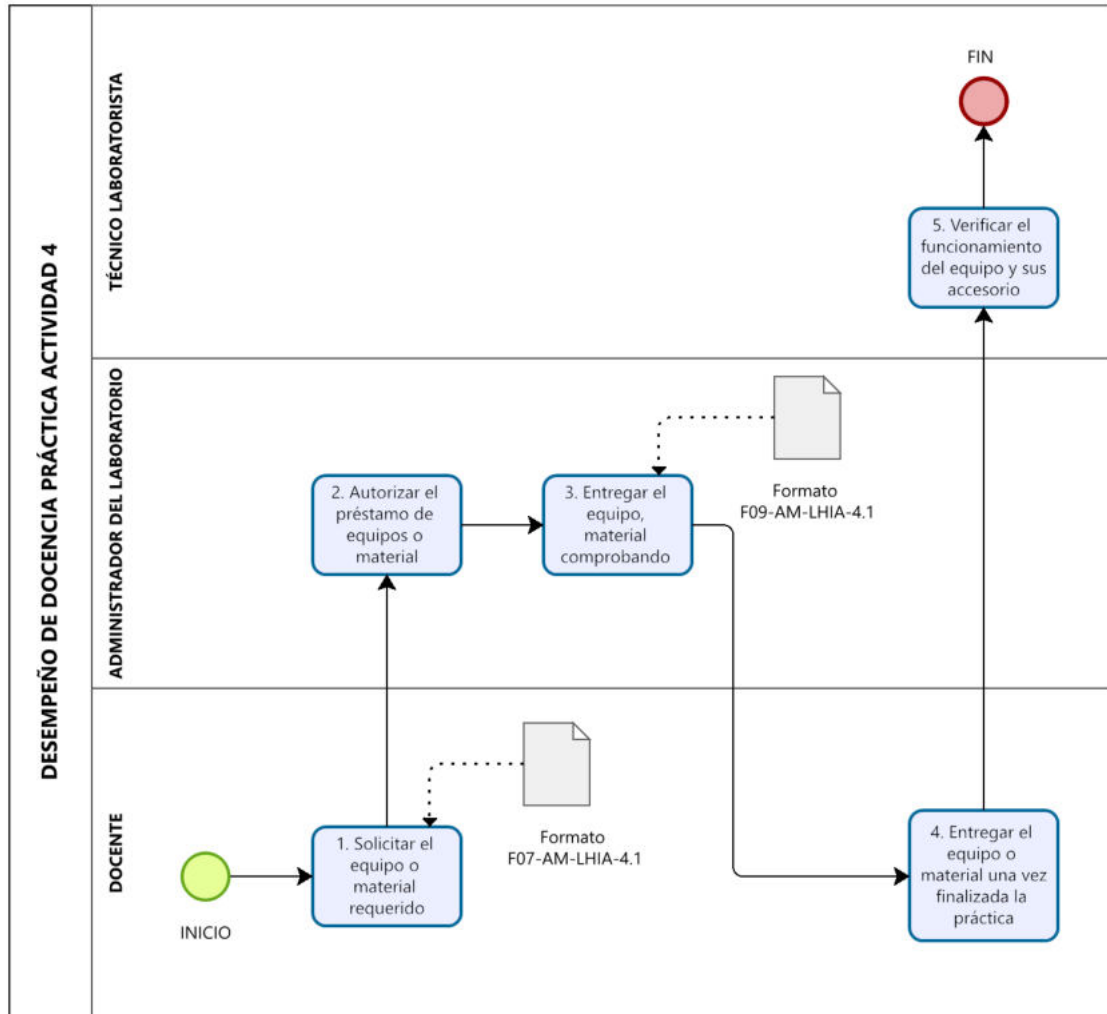 DESEMPEÑO DE DOCENCIA PRÁCTICA ACTIVIDAD 4
TÉCNICO LABORATORISTA
FIN
5. Verificar el
funcionamiento
del equipo y sus
accesorio
ADMINISTRADOR DEL LABORATORIO
2. Autorizar el
préstamo de
equipos o
material
3. Entregar el
equipo,
material
comprobando
Formato
F09-AM-LHIA-4.1
DOCENTE
INICIO
1. Solicitar el
equipo o
material
requerido
Formato
F07-AM-LHIA-4.1
4. Entregar el
equipo o
material una vez
finalizada la
práctica